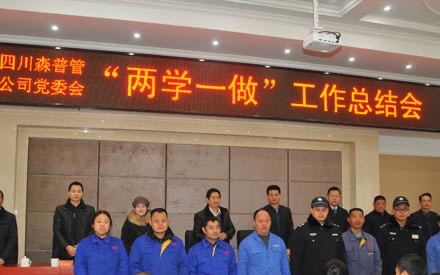 四川森普管
公司党委会
“两学一做”工作总结会